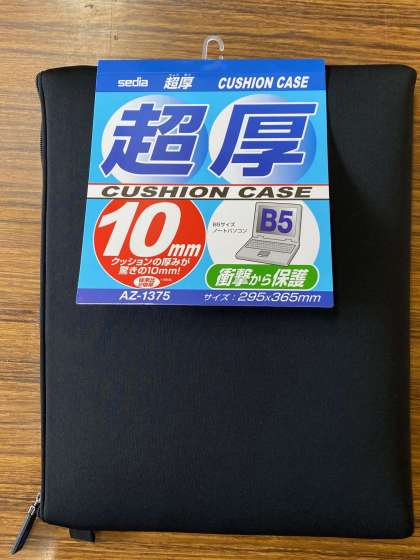 sedia 超厚 CUSHION CASE
超厚
CUSHION CASE
10mm
クッションの厚みが
驚きの10mm!
B5サイズ
ノートパソコン
B5
衝撃から保護
AZ-1375
サイズ:295×365mm